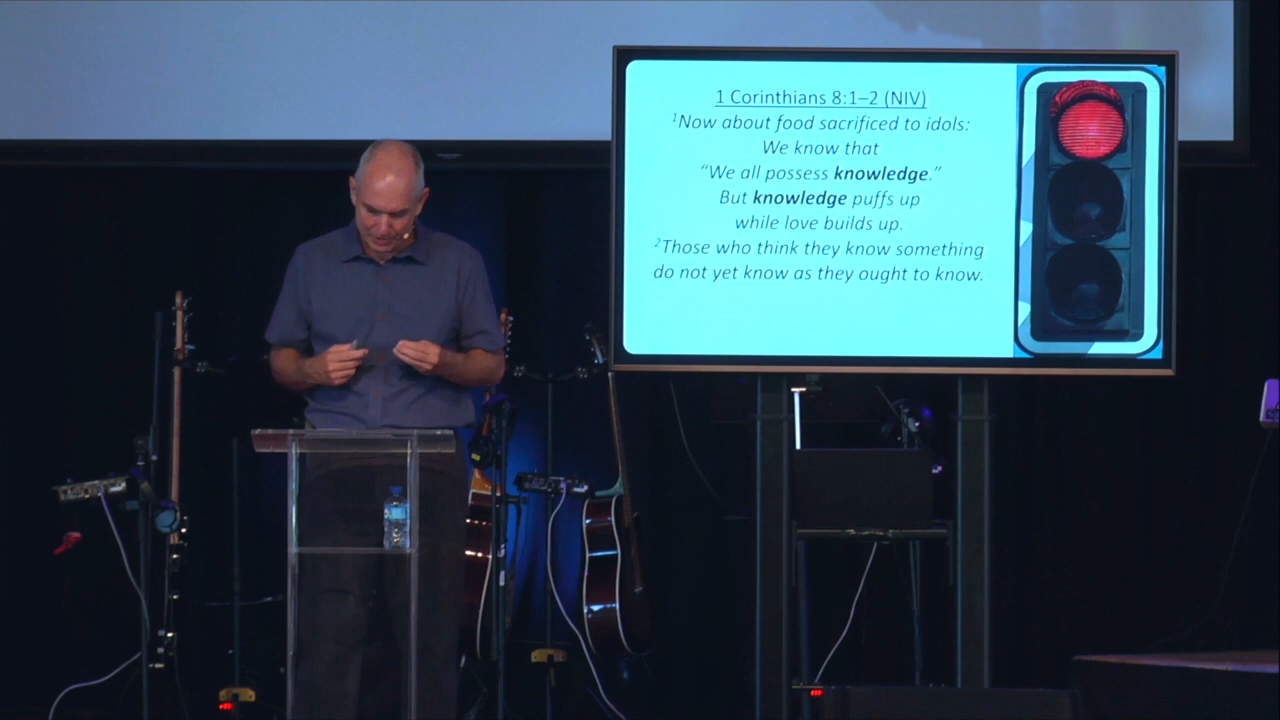 1 Corinthians 8:1–2 (NIV)
¹Now about food sacrificed to idols:
We know that
“We all possess knowledge.”
But knowledge puffs up
while love builds up.
²Those who think they know something
do not yet know as they ought to know.